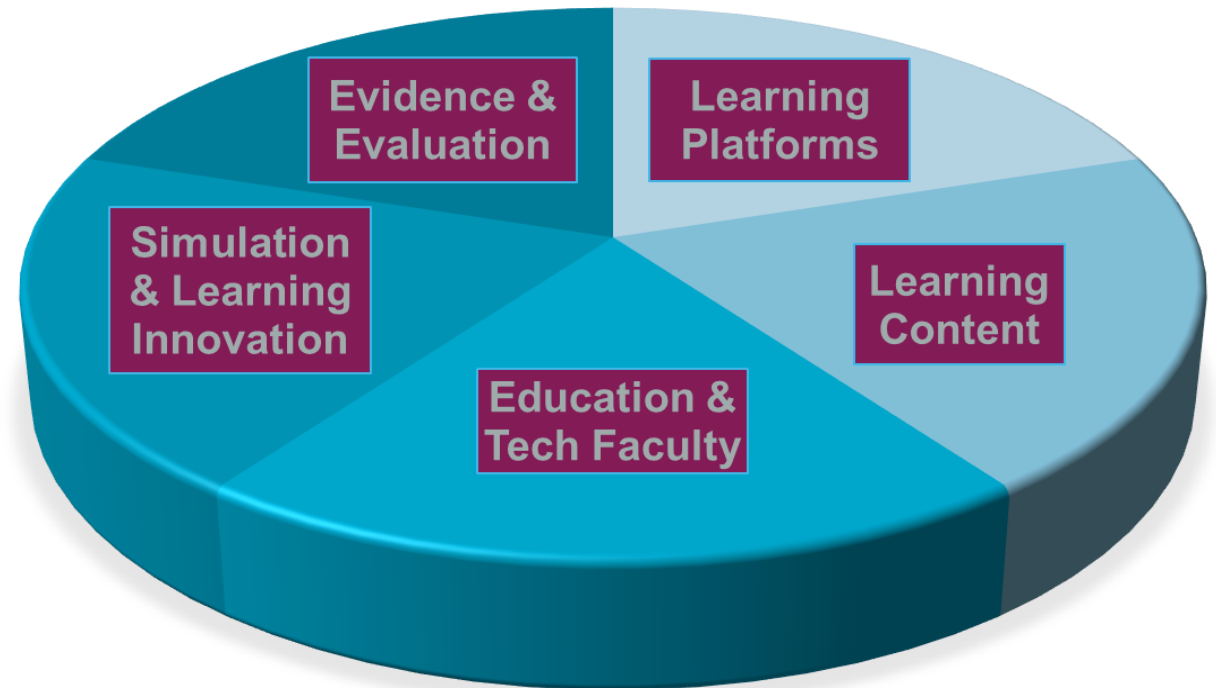 Evidence &
Evaluation
Learning
Platforms
Simulation
& Learning
Innovation
Learning
Content
Education &
Tech Faculty